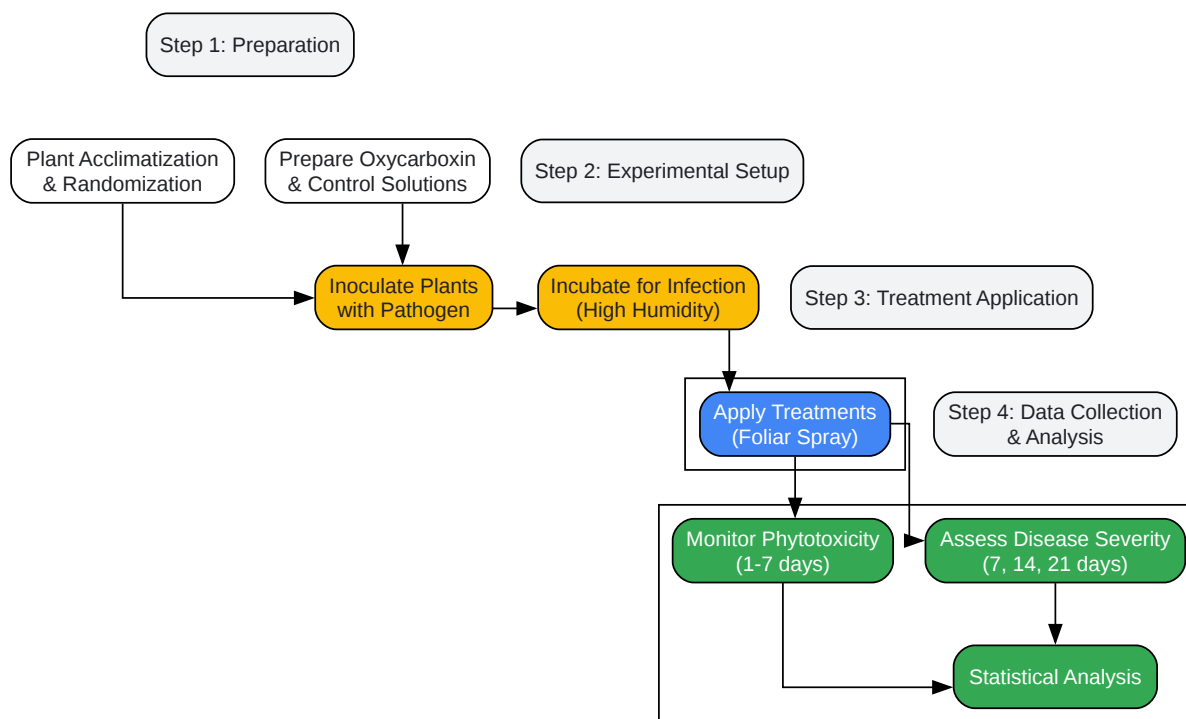 Step 1: Preparation
Plant Acclimatization
& Randomization
Prepare Oxycarboxin
& Control Solutions
Step 2: Experimental Setup
Inoculate Plants
with Pathogen
Incubate for Infection
(High Humidity)
Step 3: Treatment Application
Apply Treatments
(Foliar Spray)
Step 4: Data Collection
& Analysis
Monitor Phytotoxicity
(1-7 days)
Assess Disease Severity
(7, 14, 21 days)
Statistical Analysis